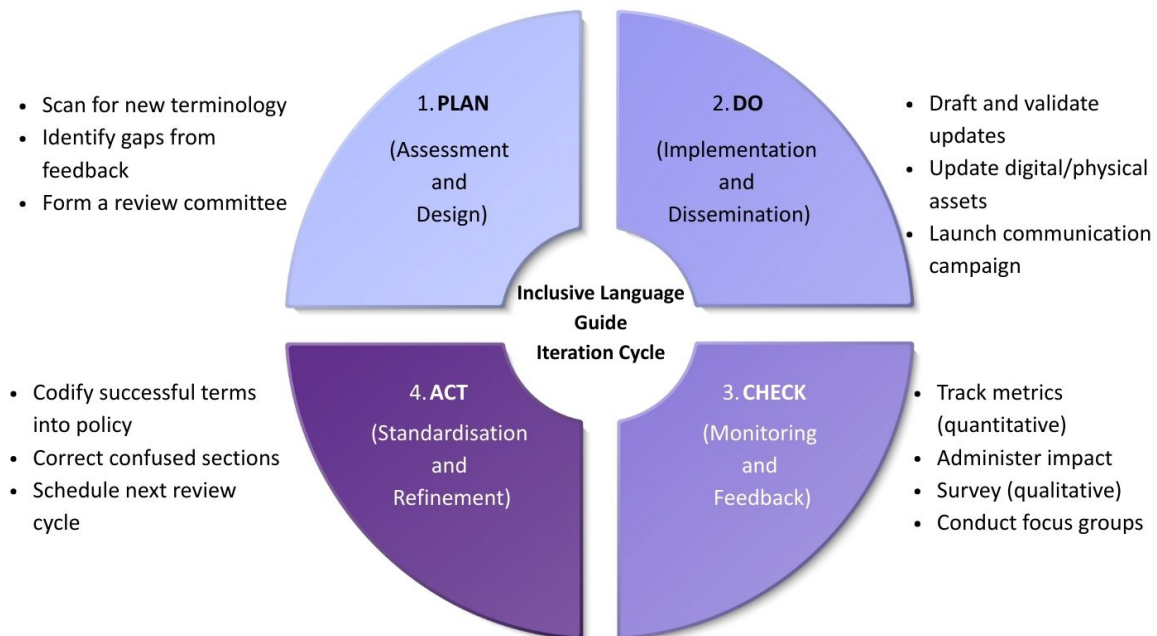 • Scan for new terminology
• Identify gaps from
feedback
• Form a review committee
1. PLAN
(Assessment
and
Design)
2. DO
(Implementation
and
Dissemination)
• Draft and validate
updates
• Update digital/physical
assets
• Launch communication
campaign
Inclusive Language
Guide
Iteration Cycle
• Codify successful terms
into policy
• Correct confused sections
• Schedule next review
cycle
4. ACT
(Standardisation
and
Refinement)
3. CHECK
(Monitoring
and
Feedback)
• Track metrics
(quantitative)
• Administer impact
• Survey (qualitative)
• Conduct focus groups